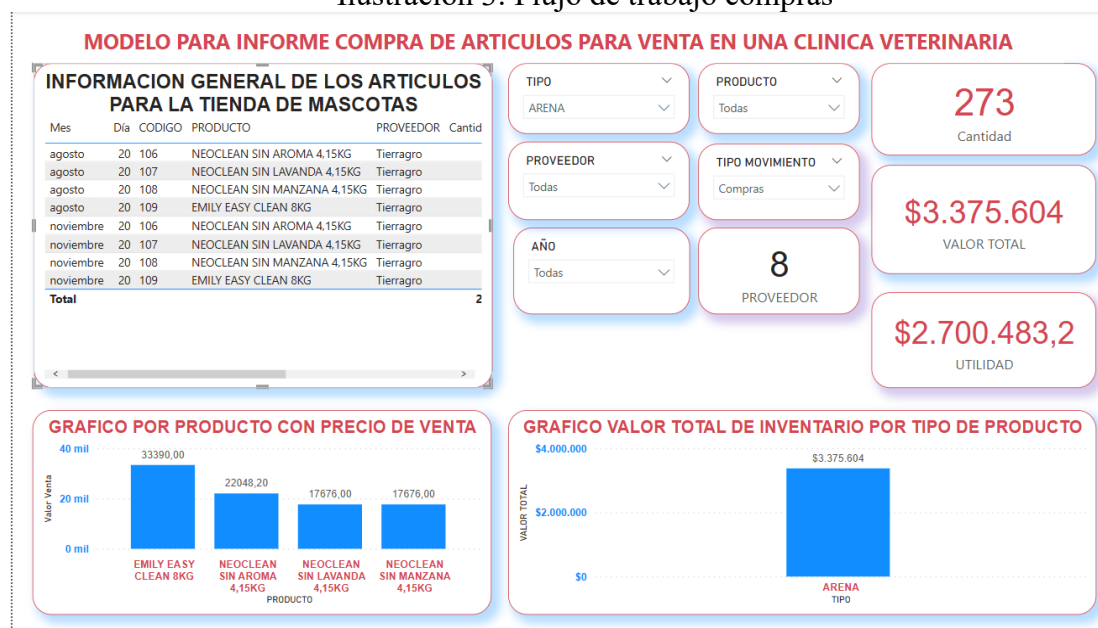 Ilustración 3. Flujo de trabajo compras
MODELO PARA INFORME COMPRA DE ARTICULOS PARA VENTA EN UNA CLINICA VETERINARIA
INFORMACION GENERAL DE LOS ARTICULOS
PARA LA TIENDA DE MASCOTAS
Mes Día CODIGO PRODUCTO PROVEEDOR Cantid
agosto 20 106 NEOCLEAN SIN AROMA 4,15KG Tierragro
agosto 20 107 NEOCLEAN SIN LAVANDA 4,15KG Tierragro
agosto 20 108 NEOCLEAN SIN MANZANA 4,15KG Tierragro
agosto 20 109 EMILY EASY CLEAN 8KG Tierragro
noviembre 20 106 NEOCLEAN SIN AROMA 4,15KG Tierragro
noviembre 20 107 NEOCLEAN SIN LAVANDA 4,15KG Tierragro
noviembre 20 108 NEOCLEAN SIN MANZANA 4,15KG Tierragro
noviembre 20 109 EMILY EASY CLEAN 8KG Tierragro
Total 2
TIPO
ARENA
PRODUCTO
Todas
PROVEEDOR
Todas
TIPO MOVIMIENTO
Compras
AÑO
Todas
8
PROVEEDOR
273
Cantidad
$3.375.604
VALOR TOTAL
$2.700.483,2
UTILIDAD
GRAFICO POR PRODUCTO CON PRECIO DE VENTA
Valor Venta
40 mil
20 mil
0 mil
33390,00
22048,20
17676,00
17676,00
EMILY EASY
CLEAN 8KG
NEOCLEAN
SIN AROMA
4,15KG
NEOCLEAN
SIN LAVANDA
4,15KG
NEOCLEAN
SIN MANZANA
4,15KG
PRODUCTO
GRAFICO VALOR TOTAL DE INVENTARIO POR TIPO DE PRODUCTO
VALOR TOTAL
$4.000.000
$2.000.000
$0
$3.375.604
ARENA
TIPO